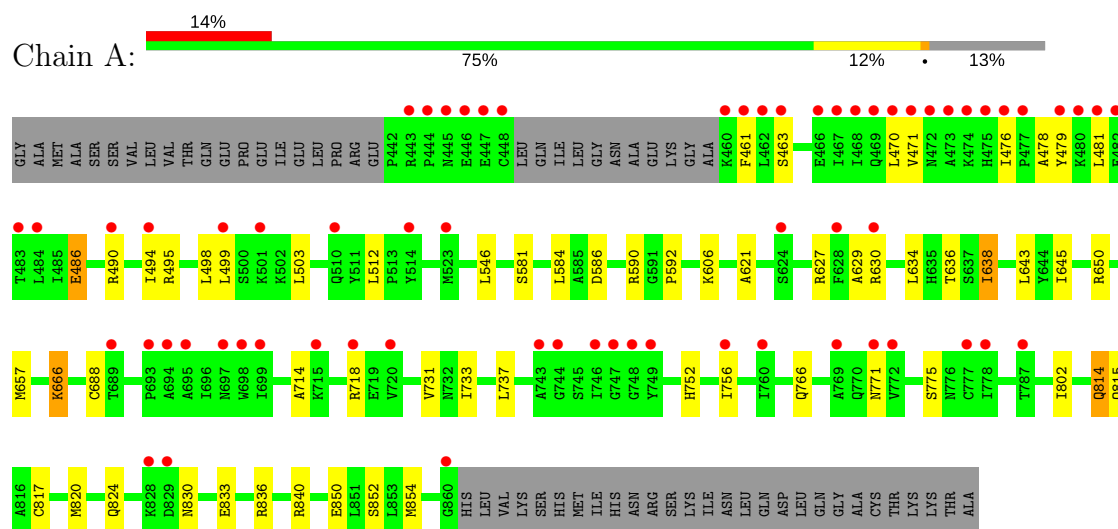 14%
Chain A:
75% 12% • 13%
GLY ALA MET ALA SER SER VAL LEU VAL THR GLN GLU PRO GLU ILE GLU LEU PRO ARG GLU P442 R443 P444 N445 E446 E447 C448 LEU GLN ILE LEU GLY ASN ALA GLU LYS GLY ALA K460 F461 L462 S463 E466 I467 I468 Q469 L470 V471 N472 A473 K474 H475 I476 P477 A478 Y479 K480 L481 E482
T483 L484 I485 E486 R490 I494 R495 L498 L499 S500 K501 K502 L503 Q510 Y511 L512 P513 Y514 M523 L546 S581 L584 A585 D586 R590 G591 P592 K606 A621 S624 R627 F628 A629 R630 L634 H635 T636 S637 I638 L643 Y644 I645 R650
M657 K666 C688 T689 P693 A694 A695 I696 N697 W698 I699 A714 K715 R718 E719 V720 V731 N732 I733 L737 A743 G744 S745 I746 G747 G748 Y749 H752 I756 I760 Q766 A769 Q770 N771 V772 S775 N776 C777 I778 T787 I802 Q814 Q815
A816 C817 M820 Q824 K828 D829 N830 E833 R836 R840 E850 L851 S852 L853 M854 G860 HIS LEU VAL LYS SER HIS MET ILE HIS ASN ARG SER LYS ILE ASN LEU GLN ASP LEU GLN GLY ALA CYS THR LYS LYS THR ALA